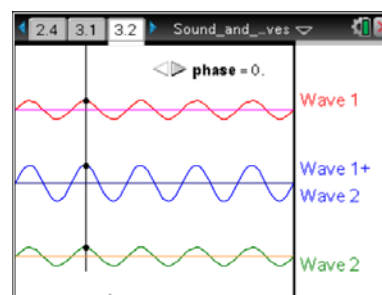 2.4 3.1 3.2 Sound_and_...ves
phase = 0.
Wave 1
Wave 1+
Wave 2
Wave 2